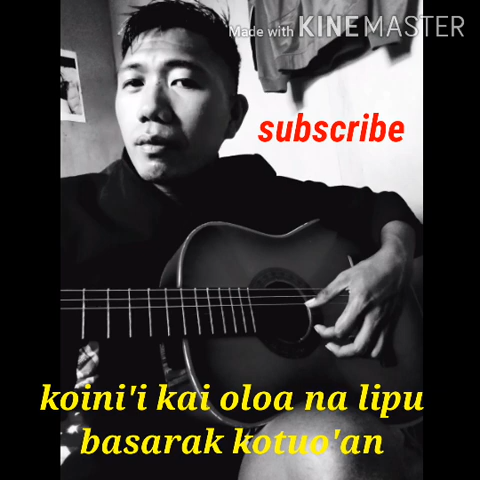 Made with KINEMASTER
subscribe
koini'i kai oloa na lipu
basarak kotuo'an